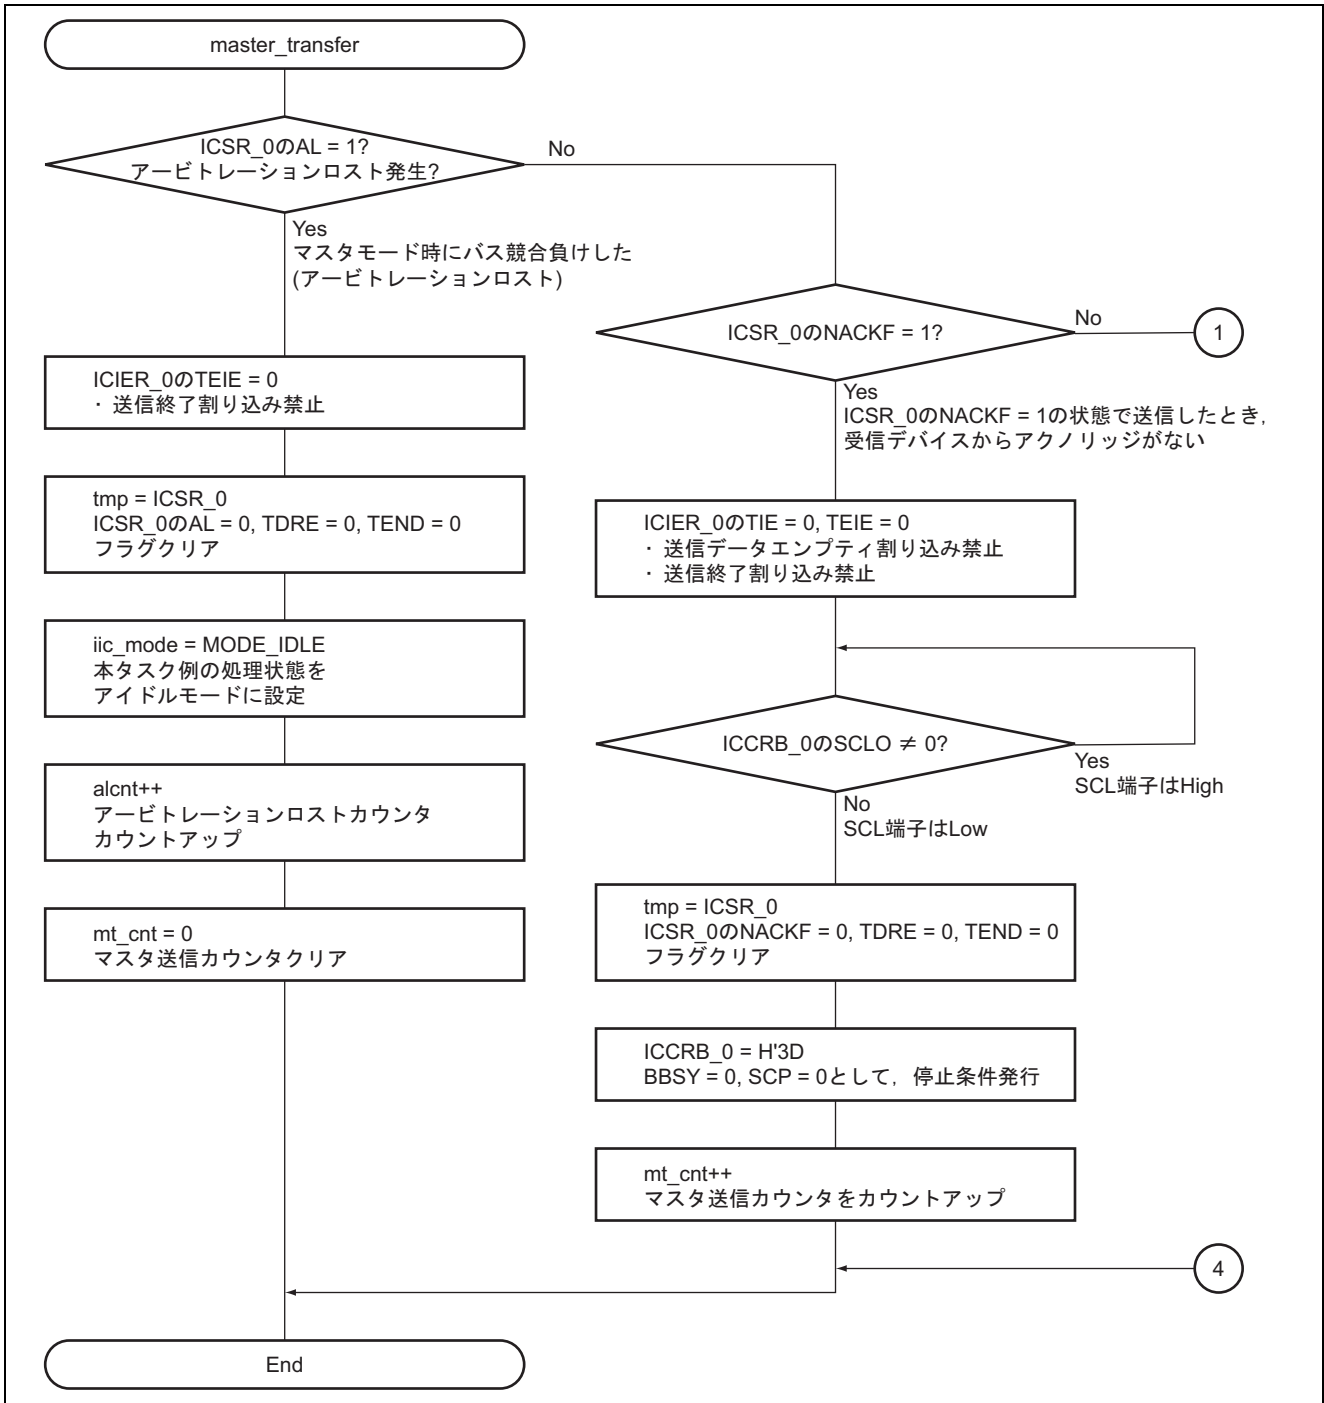 master_transfer
ICSR_0のAL = 1?
アービトレーションロスト発生?
No
Yes
マスタモード時にバス競合負けした
(アービトレーションロスト)
ICIER_0のTEIE = 0
・送信終了割り込み禁止
tmp = ICSR_0
ICSR_0のAL = 0, TDRE = 0, TEND = 0
フラグクリア
iic_mode = MODE_IDLE
本タスク例の処理状態を
アイドルモードに設定
alcnt++
アービトレーションロストカウンタ
カウントアップ
mt_cnt = 0
マスタ送信カウンタクリア
ICSR_0のNACKF = 1?
No
1
Yes
ICSR_0のNACKF = 1の状態で送信したとき,
受信デバイスからアクノリッジがない
ICIER_0のTIE = 0, TEIE = 0
・送信データエンプティ割り込み禁止
・送信終了割り込み禁止
ICCRB_0のSCLO ≠ 0?
Yes
SCL端子はHigh
No
SCL端子はLow
tmp = ICSR_0
ICSR_0のNACKF = 0, TDRE = 0, TEND = 0
フラグクリア
ICCRB_0 = H'3D
BBSY = 0, SCP = 0として, 停止条件発行
mt_cnt++
マスタ送信カウンタをカウントアップ
4
End